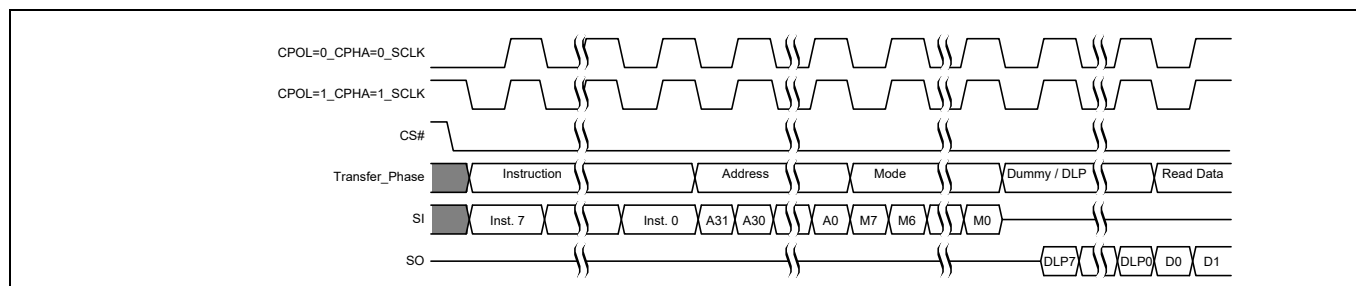 CPOL=0_CPHA=0_SCLK
CPOL=1_CPHA=1_SCLK
CS#
Transfer_Phase Instruction Address Mode Dummy / DLP Read Data
SI Inst. 7 Inst. 0 A31 A30 A0 M7 M6 M0
SO DLP7 DLP0 D0 D1